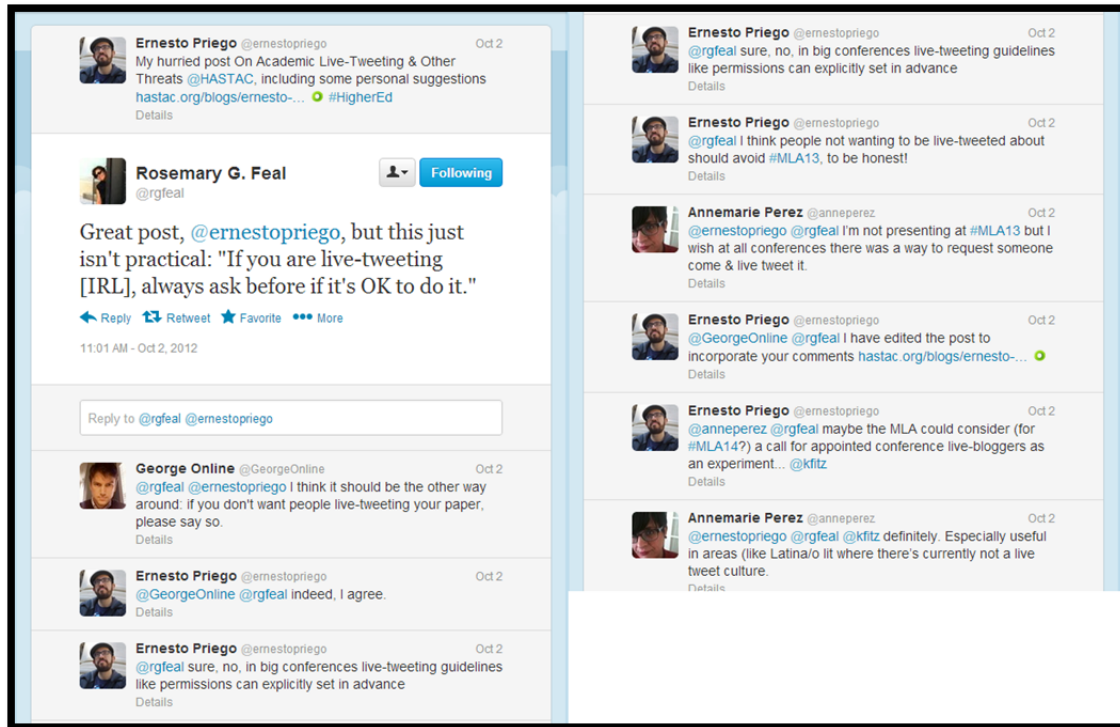 Ernesto Priego @ernestopriego Oct 2
My hurried post On Academic Live-Tweeting & Other
Threats @HASTAC, including some personal suggestions
hastac.org/blogs/ernesto-... #HigherEd
Details
Rosemary G. Feal
@rgfeal
Following
Great post, @ernestopriego, but this just
isn't practical: "If you are live-tweeting
[IRL], always ask before if it's OK to do it."
Reply Retweet Favorite More
11:01 AM - Oct 2, 2012
Reply to @rgfeal @ernestopriego
George Online @GeorgeOnline Oct 2
@rgfeal @ernestopriego I think it should be the other way
around: if you don't want people live-tweeting your paper,
please say so.
Details
Ernesto Priego @ernestopriego Oct 2
@GeorgeOnline @rgfeal indeed, I agree.
Details
Ernesto Priego @ernestopriego Oct 2
@rgfeal sure, no, in big conferences live-tweeting guidelines
like permissions can explicitly set in advance
Details
Ernesto Priego @ernestopriego Oct 2
@rgfeal sure, no, in big conferences live-tweeting guidelines
like permissions can explicitly set in advance
Details
Ernesto Priego @ernestopriego Oct 2
@rgfeal I think people not wanting to be live-tweeted about
should avoid #MLA13, to be honest!
Details
Annemarie Perez @anneperez Oct 2
@ernestopriego @rgfeal I'm not presenting at #MLA13 but I
wish at all conferences there was a way to request someone
come & live tweet it.
Details
Ernesto Priego @ernestopriego Oct 2
@GeorgeOnline @rgfeal I have edited the post to
incorporate your comments hastac.org/blogs/ernesto-...
Details
Ernesto Priego @ernestopriego Oct 2
@anneperez @rgfeal maybe the MLA could consider (for
#MLA14?) a call for appointed conference live-bloggers as
an experiment... @kfitz
Details
Annemarie Perez @anneperez Oct 2
@ernestopriego @rgfeal @kfitz definitely. Especially useful
in areas (like Latina/o lit where there's currently not a live
tweet culture.
Details